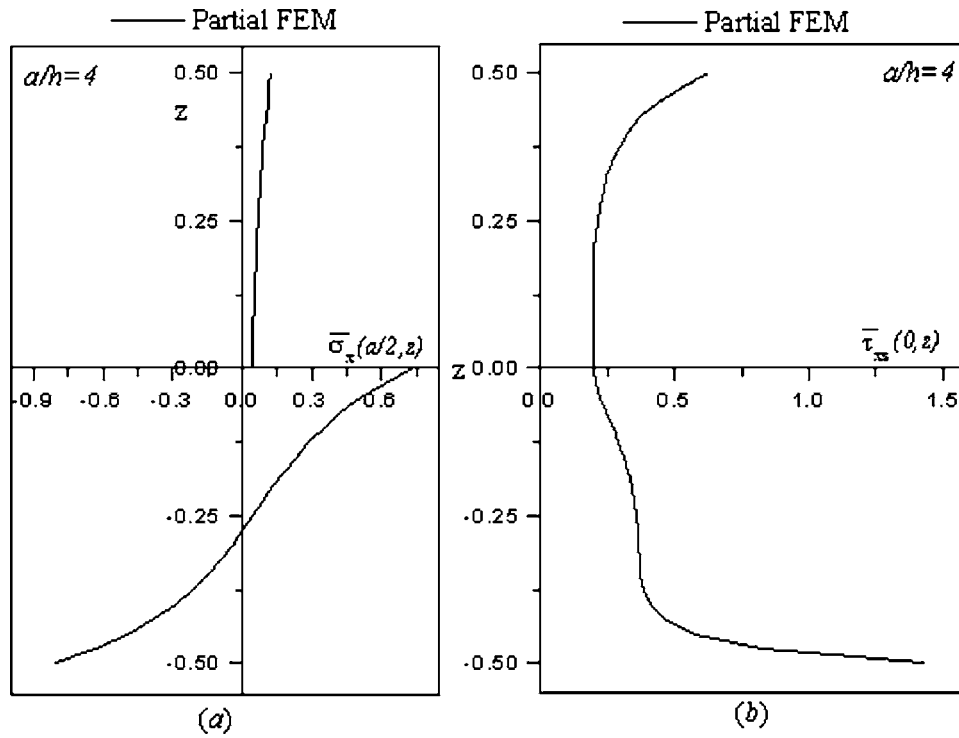 Partial FEM
a/h=4
0.50
z
0.25
σ̄x(a/2,z)
0.00
-0.9 -0.6 -0.3 0.0 0.3 0.6
-0.25
-0.50
(a)
Partial FEM
a/h=4
0.50
0.25
τ̄xz(0,z)
z 0.00
0.0 0.5 1.0 1.5
-0.25
-0.50
(b)